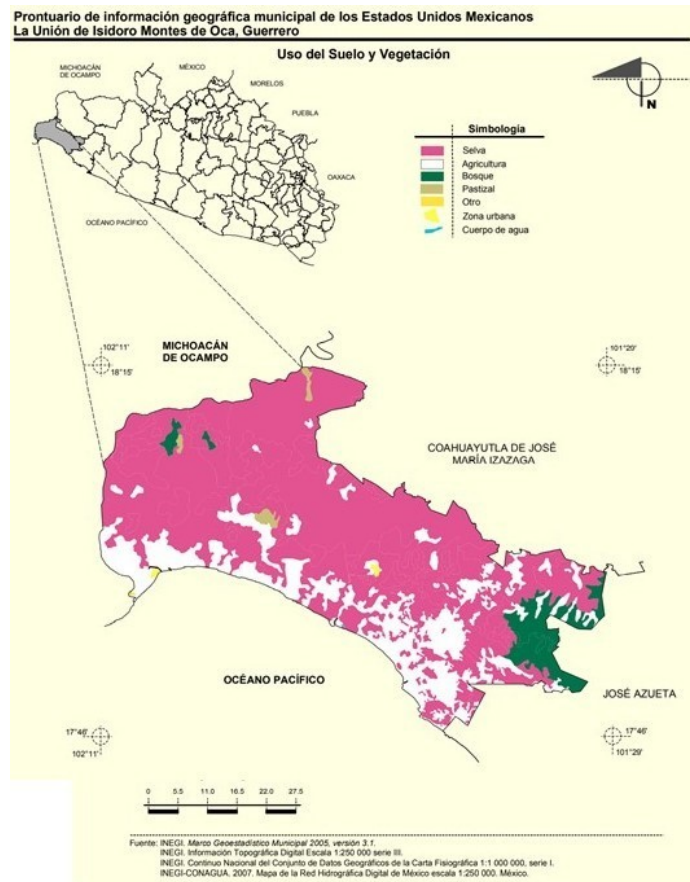 Prontuario de información geográfica municipal de los Estados Unidos Mexicanos
La Unión de Isidoro Montes de Oca, Guerrero
Uso del Suelo y Vegetación
MICHOACÁN
DE OCAMPO
MÉXICO
MORELOS
PUEBLA
OAXACA
OCÉANO PACÍFICO
N
Simbología
Selva
Agricultura
Bosque
Pastizal
Otro
Zona urbana
Cuerpo de agua
102°11'
18°15'
MICHOACÁN
DE OCAMPO
101°29'
18°15'
COAHUAYUTLA DE JOSÉ
MARÍA IZAZAGA
OCÉANO PACÍFICO
JOSÉ AZUETA
17°46'
102°11'
17°46'
101°29'
0 5.5 11.0 16.5 22.0 27.5
Fuente: INEGI. Marco Geoestadístico Municipal 2005, versión 3.1.
INEGI. Información Topográfica Digital Escala 1:250 000 serie III.
INEGI. Continuo Nacional del Conjunto de Datos Geográficos de la Carta Fisiográfica 1:1 000 000, serie I.
INEGI-CONAGUA. 2007. Mapa de la Red Hidrográfica Digital de México escala 1:250 000. México.